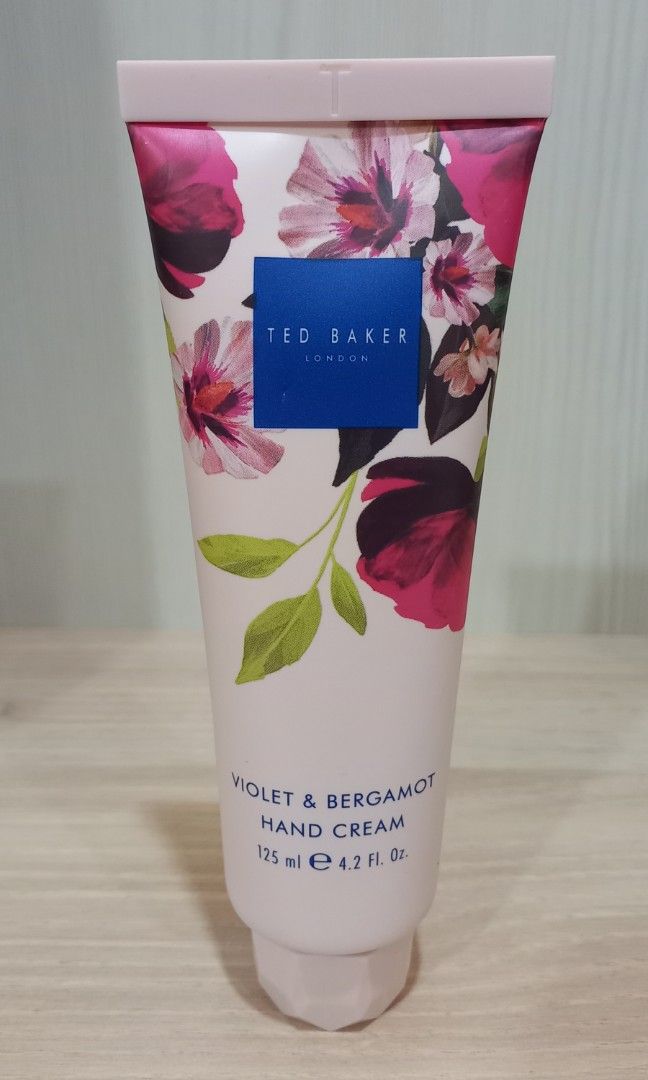 T
TED BAKER
LONDON
VIOLET & BERGAMOT
HAND CREAM
125 ml ℮ 4.2 Fl. Oz.